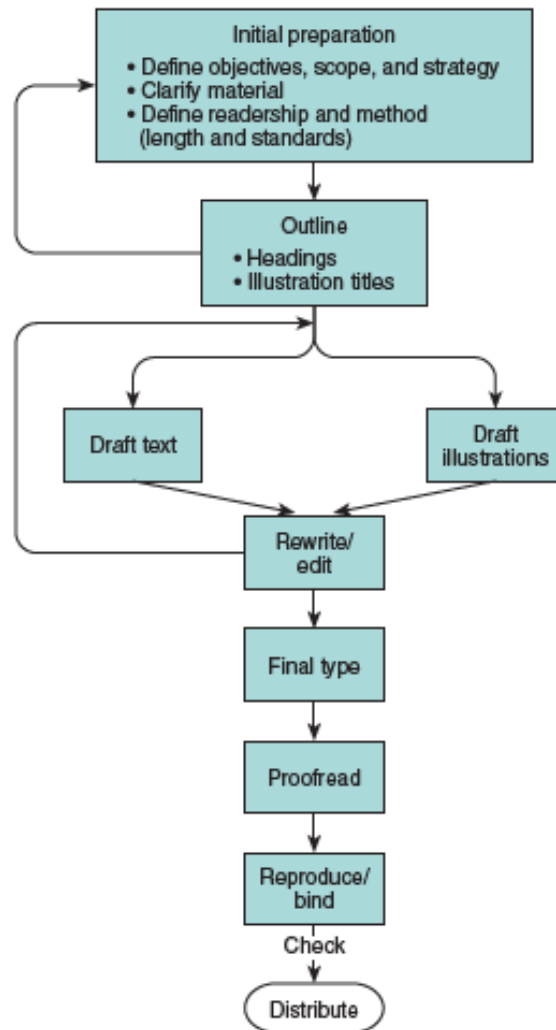 Initial preparation
• Define objectives, scope, and strategy
• Clarify material
• Define readership and method
(length and standards)
Outline
• Headings
• Illustration titles
Draft text
Draft
illustrations
Rewrite/
edit
Final type
Proofread
Reproduce/
bind
Check
Distribute